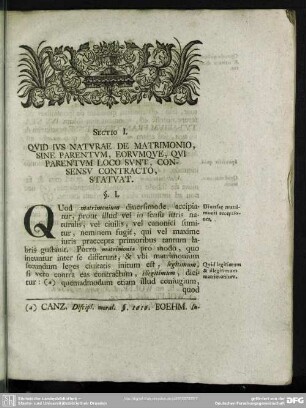 SECTIO I.
QVID IVS NATVRAE DE MATRIMONIO,
SINE PARENTVM, EORVMQVE, QVI
PARENTVM LOCO SVNT, CON-
SENSV CONTRACTO,
STATVAT.
§. I.
QUod matrimonium diuersimode accipia-
tur, prout illud vel in sensu iuris na-
turalis, vel ciuilis, vel canonici sumi-
tur, neminem fugit, qui vel maxime
iuris praecepta primoribus tantum la-
bris gustauit. Porro matrimonia pro modo, quo
ineuntur inter se differunt, & vbi matrimonium
secundum leges ciuitatis initum est, legitimum;
si vero contra eas contractum, illegitimum, dici-
tur: (a) quemadmodum etiam illud coniugium,
quod
Diuersae matri-
monii acceptio-
nes,
Quid legitimum
& illegitimum
matrimonium.
(a) CANZ. Discipl. moral. §. 1010. BOEHM. In-